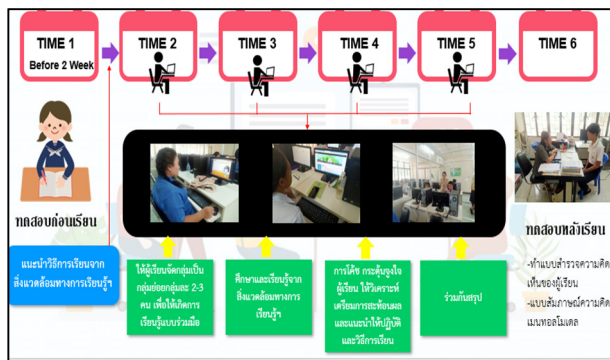 TIME 1
Before 2 Week
TIME 2
TIME 3
TIME 4
TIME 5
TIME 6
ทดสอบก่อนเรียน
แนะนำวิธีการเรียนจาก
สิ่งแวดล้อมทางการเรียนรู้ฯ
ให้ผู้เรียนจัดกลุ่มเป็น
กลุ่มย่อยกลุ่มละ 2-3
คน เพื่อให้เกิดการ
เรียนรู้แบบร่วมมือ
ศึกษาและเรียนรู้จาก
สิ่งแวดล้อมทางการ
เรียนรู้ฯ
การโค้ช กระตุ้นจูงใจ
ผู้เรียน ให้วิเคราะห์
เตรียมการสะท้อนผล
และแนะนำให้ปฏิบัติ
และวิธีการเรียน
ร่วมกันสรุป
ทดสอบหลังเรียน
-ทำแบบสำรวจความคิด
เห็นของผู้เรียน
-แบบสัมภาษณ์ความคิด
เมนทอลโมเดล